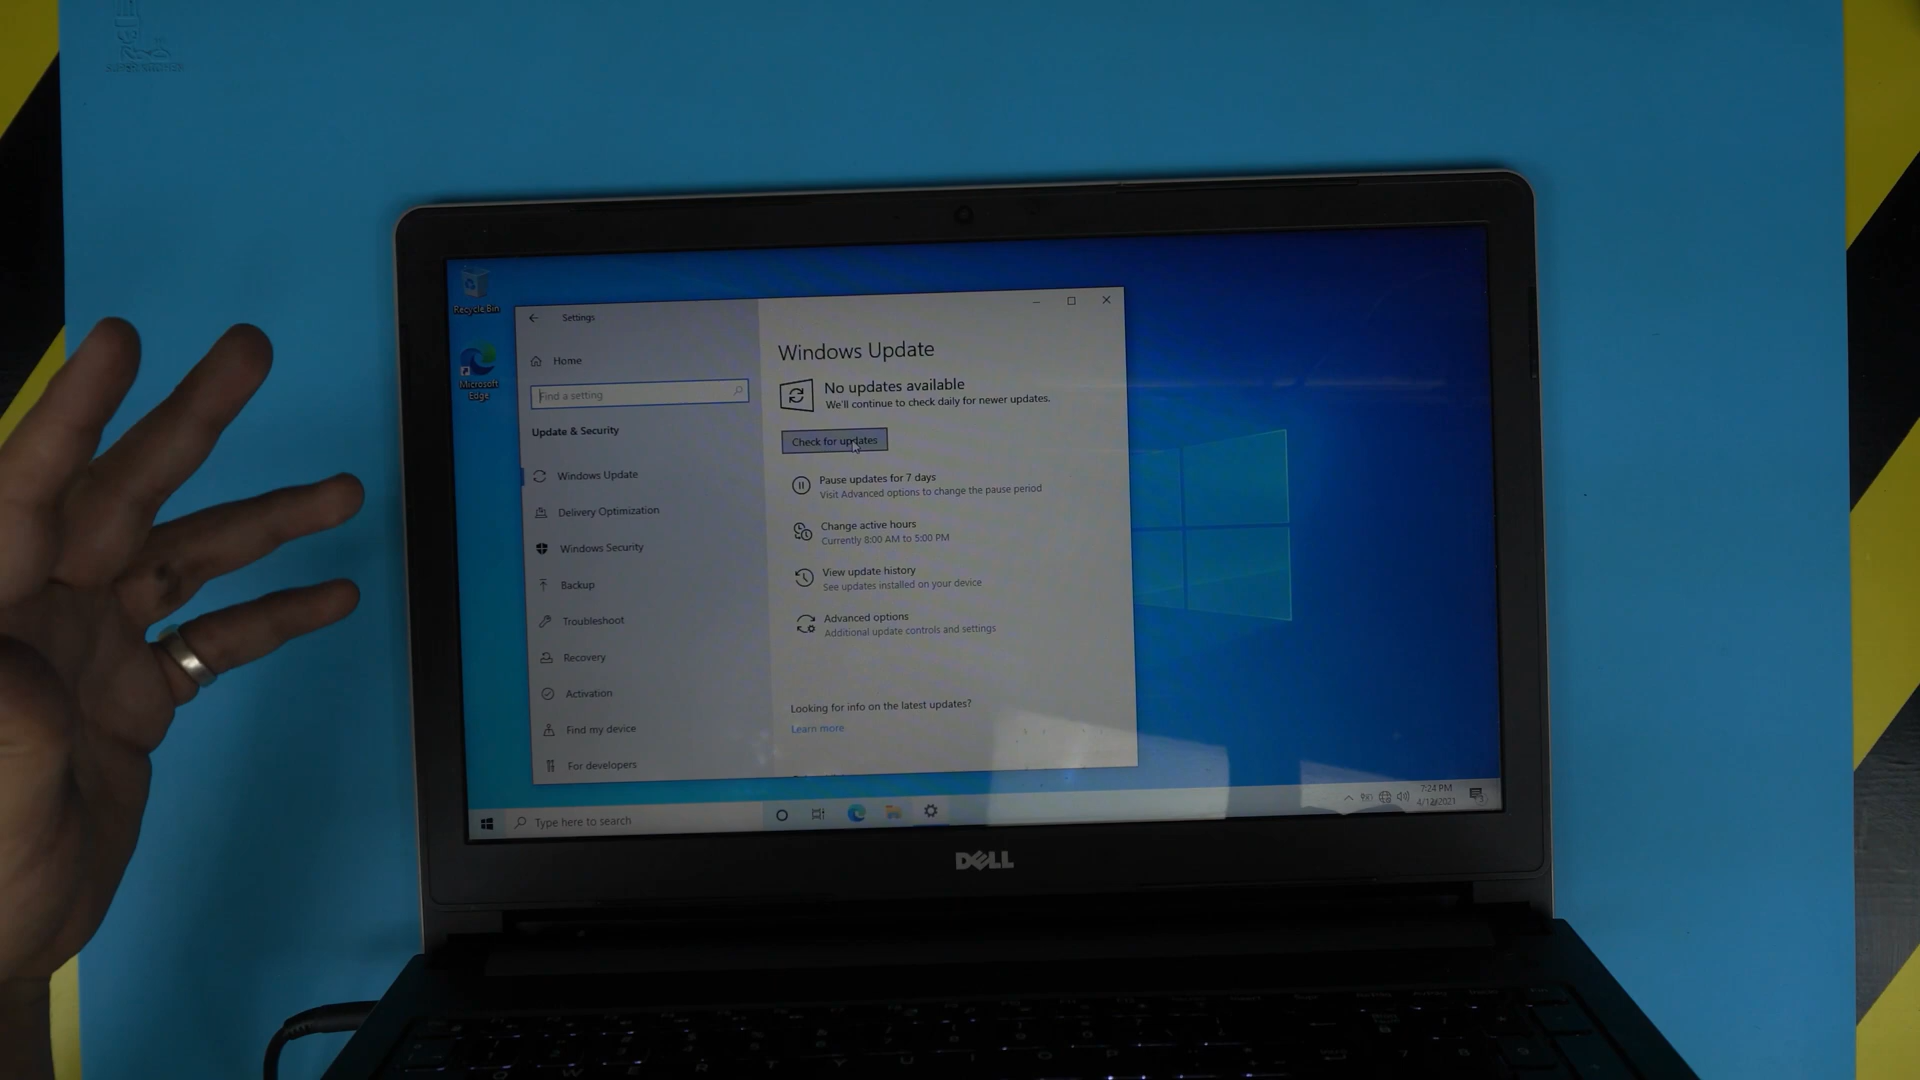 Recycle Bin
Microsoft
Edge
Settings
Home
Find a setting
Update & Security
Windows Update
Delivery Optimization
Windows Security
Backup
Troubleshoot
Recovery
Activation
Find my device
For developers
Windows Update
No updates available
We'll continue to check daily for newer updates.
Check for updates
Pause updates for 7 days
Visit Advanced options to change the pause period
Change active hours
Currently 8:00 AM to 5:00 PM
View update history
See updates installed on your device
Advanced options
Additional update controls and settings
Looking for info on the latest updates?
Learn more
Type here to search
7:24 PM
DELL